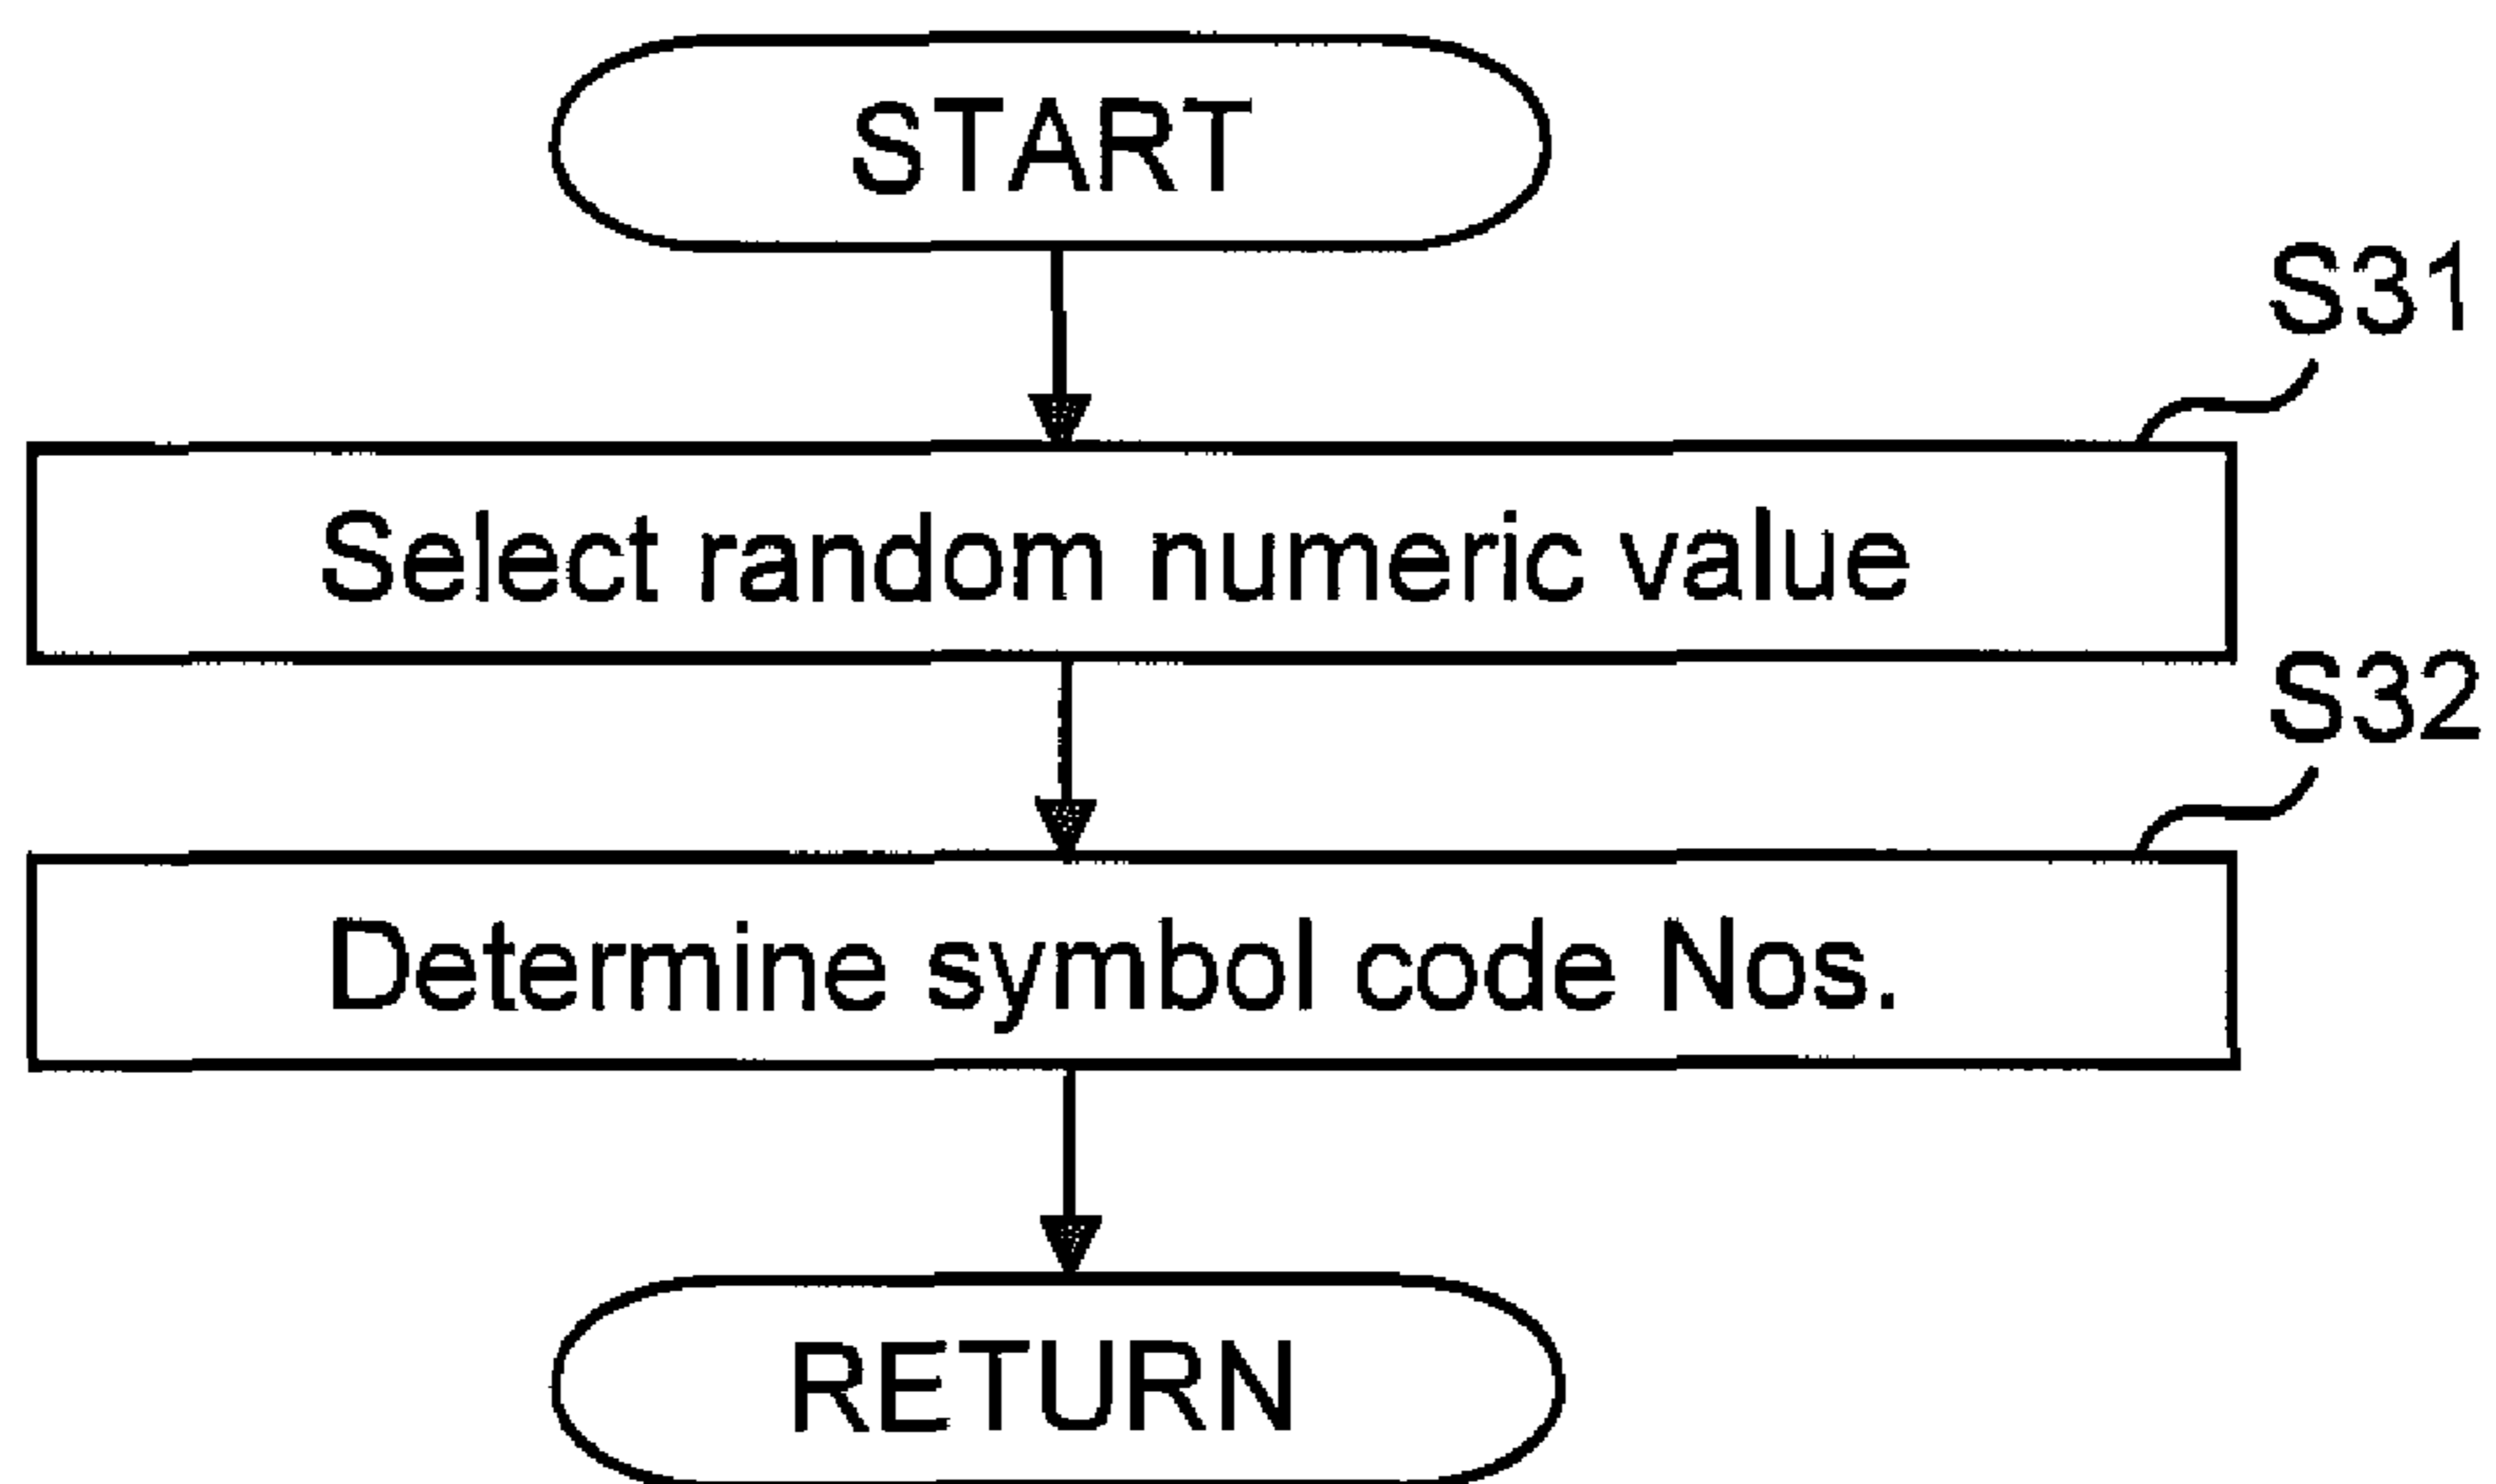 START
S31
Select random numeric value
S32
Determine symbol code Nos.
RETURN